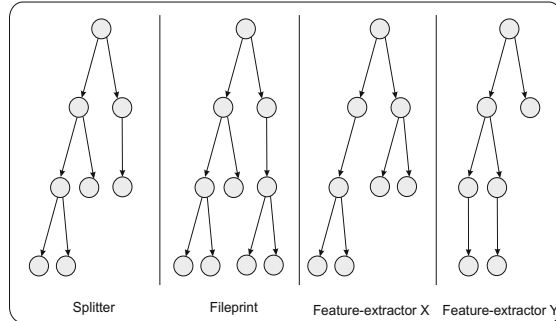 Splitter
Fileprint
Feature-extractor X
Feature-extractor Y